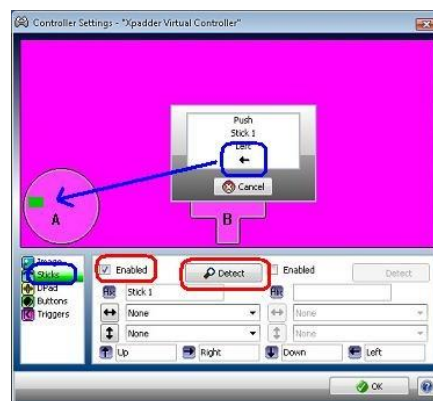 Controller Settings - "Xpadder Virtual Controller"
Push
Stick 1
Left
Cancel
A
B
Image
Sticks
DPad
Buttons
Triggers
Enabled
Detect
Enabled
Detect
Stick 1
None
None
None
None
Up
Right
Down
Left
OK